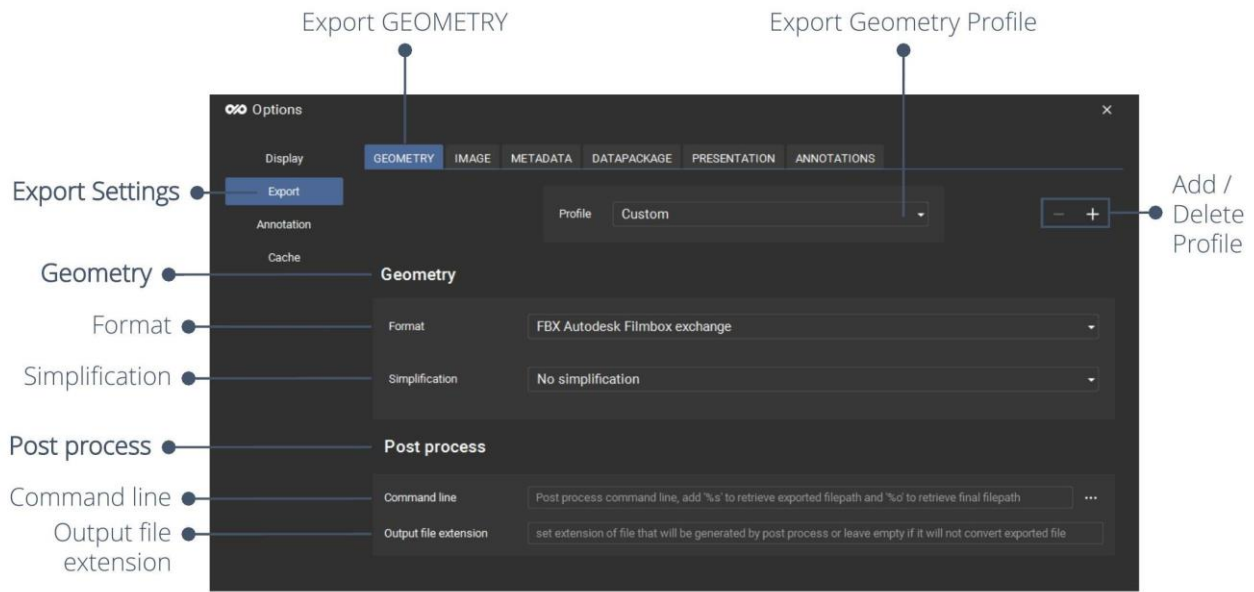 Export GEOMETRY
Export Geometry Profile
Options
Display
GEOMETRY IMAGE METADATA DATAPACKAGE PRESENTATION ANNOTATIONS
Export Settings
Export
Profile Custom
Add /
Delete
Profile
Annotation
Cache
Geometry
Geometry
Format
Format FBX Autodesk Filmbox exchange
Simplification
Simplification No simplification
Post process
Post process
Command line
Command line Post process command line, add '%s' to retrieve exported filepath and '%o' to retrieve final filepath
Output file
extension
Output file extension set extension of file that will be generated by post process or leave empty if it will not convert exported file